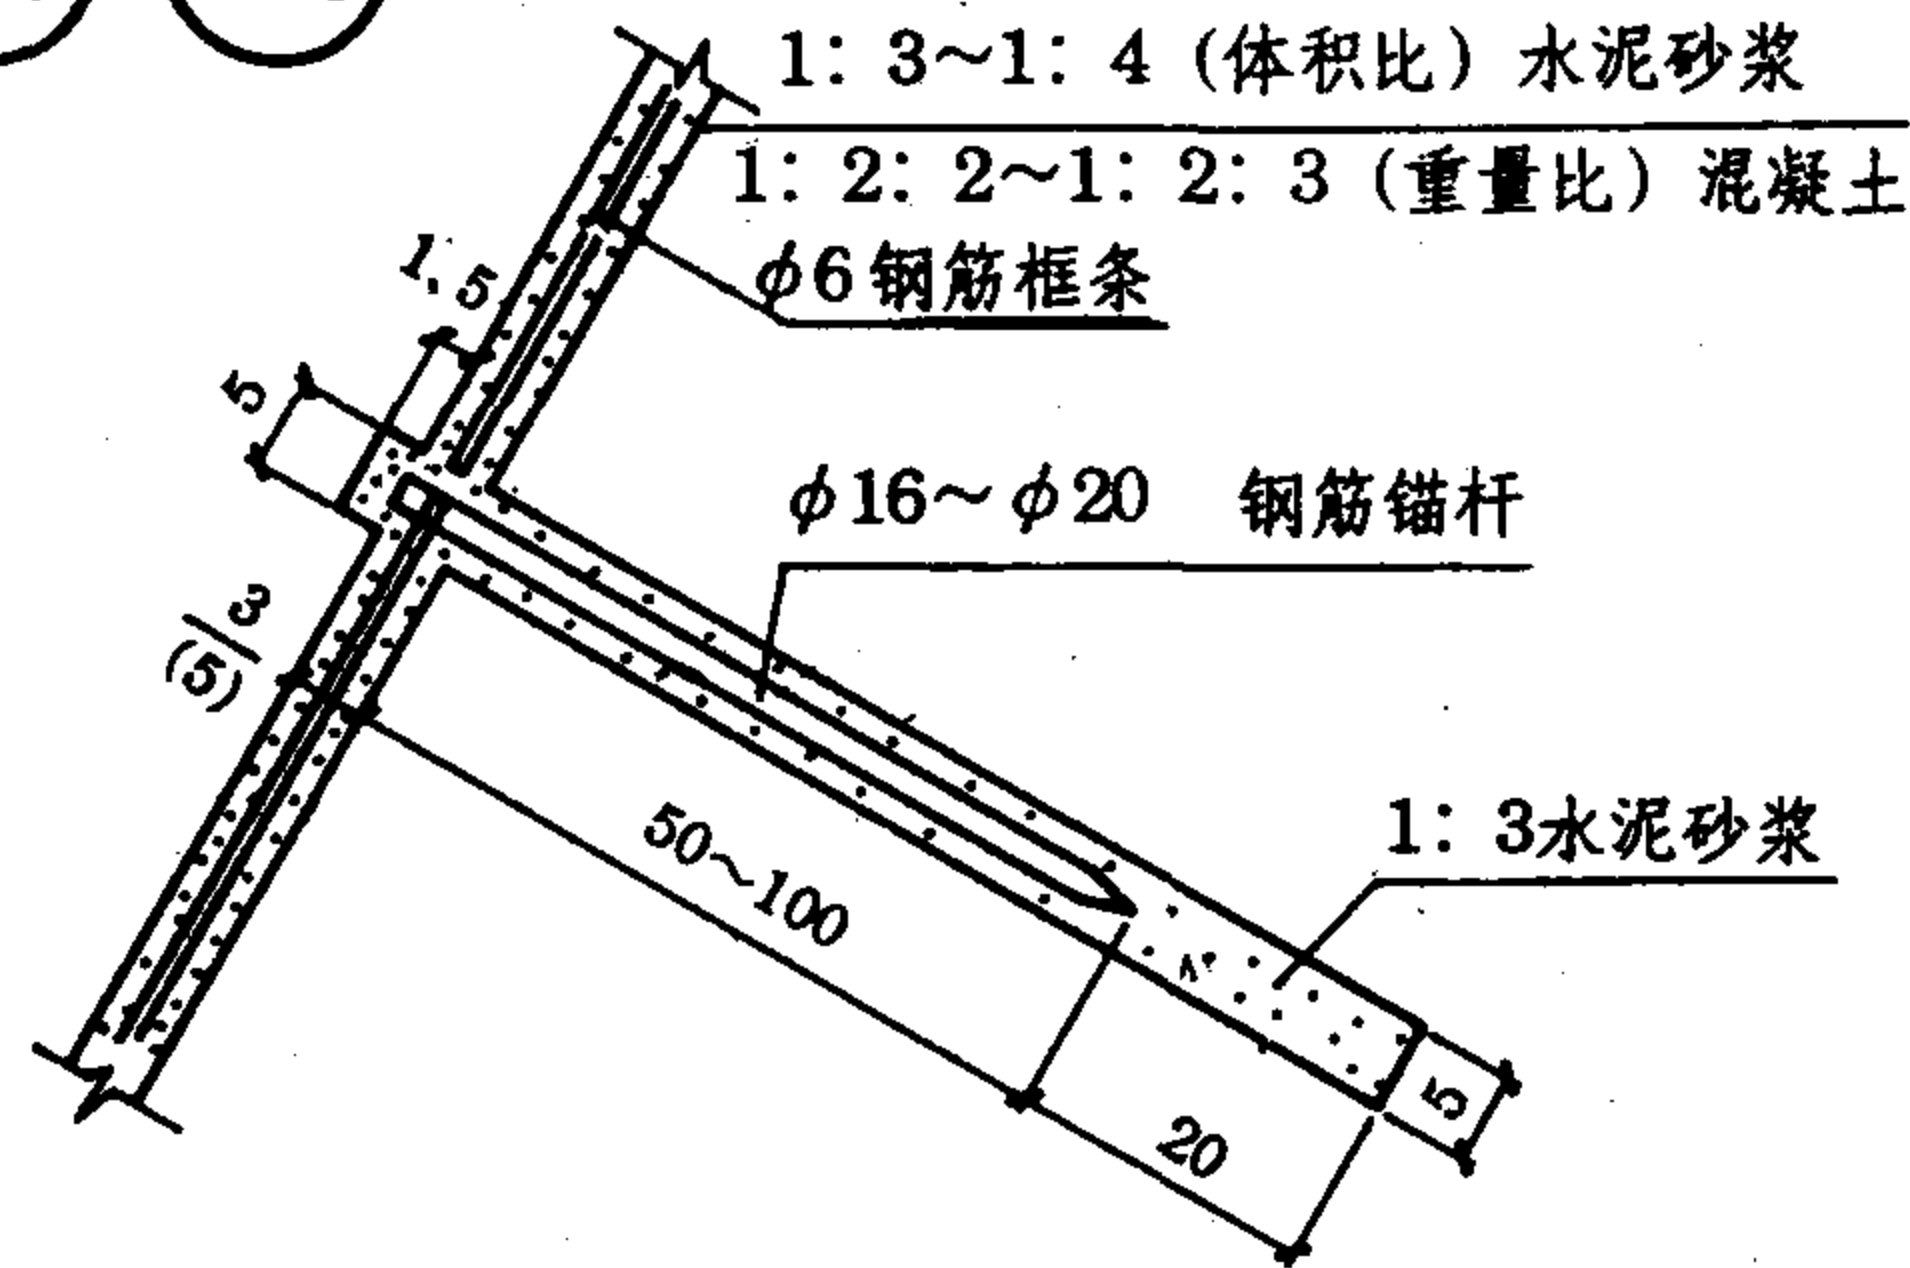 1：3～1：4（体积比）水泥砂浆
1：2：2～1：2：3（重量比）混凝土
φ6钢筋框条
1.5
5
φ16～φ20 钢筋锚杆
3
(5)
50～100
1：3水泥砂浆
5
20